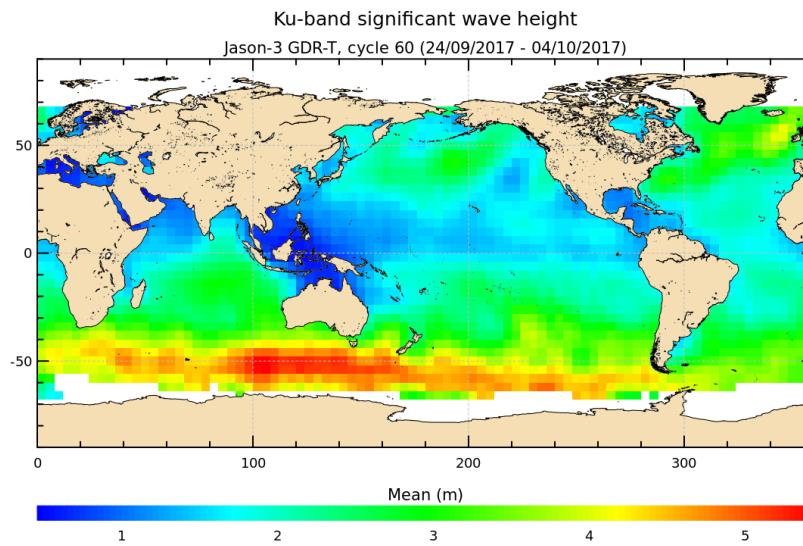 Ku-band significant wave height
Jason-3 GDR-T, cycle 60 (24/09/2017 - 04/10/2017)
50
0
-50
0 100 200 300
Mean (m)
1 2 3 4 5